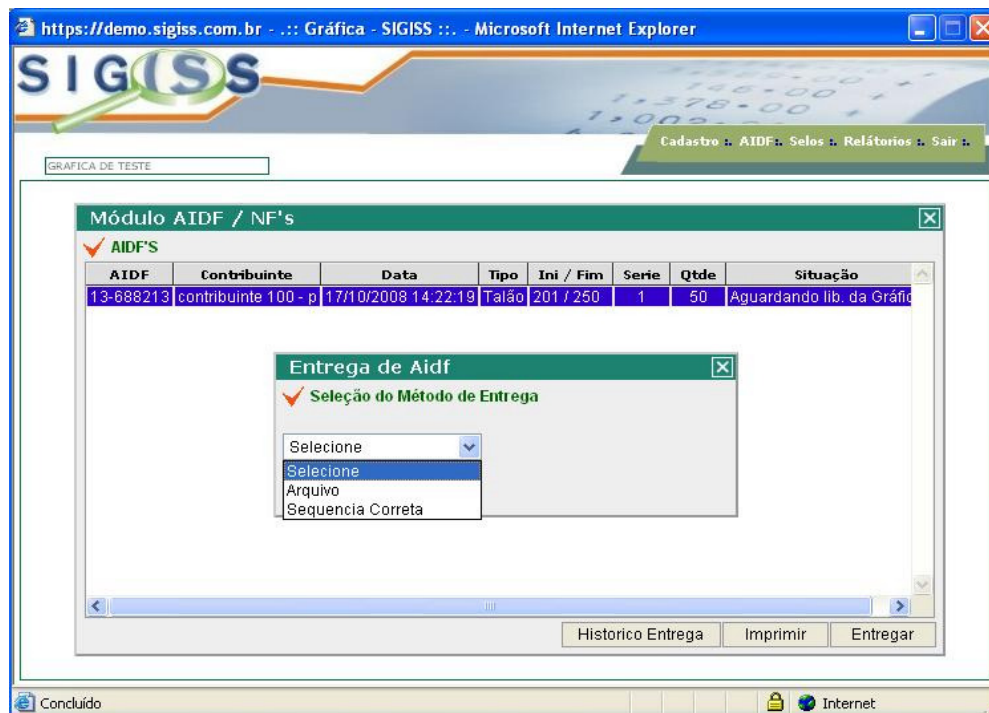 https://demo.sigiss.com.br - .:: Gráfica - SIGISS ::. - Microsoft Internet Explorer
SIGISS
Cadastro :. AIDF:. Selos :. Relátorios :. Sair :.
GRAFICA DE TESTE
Módulo AIDF / NF's
AIDF'S
AIDF Contribuinte Data Tipo Ini / Fim Serie Qtde Situação
13-688213 contribuinte 100 - p 17/10/2008 14:22:19 Talão 201 / 250 1 50 Aguardando lib. da Gráfic
Entrega de Aidf
Seleção do Método de Entrega
Selecione
Selecione
Arquivo
Sequencia Correta
Historico Entrega Imprimir Entregar
Concluído Internet